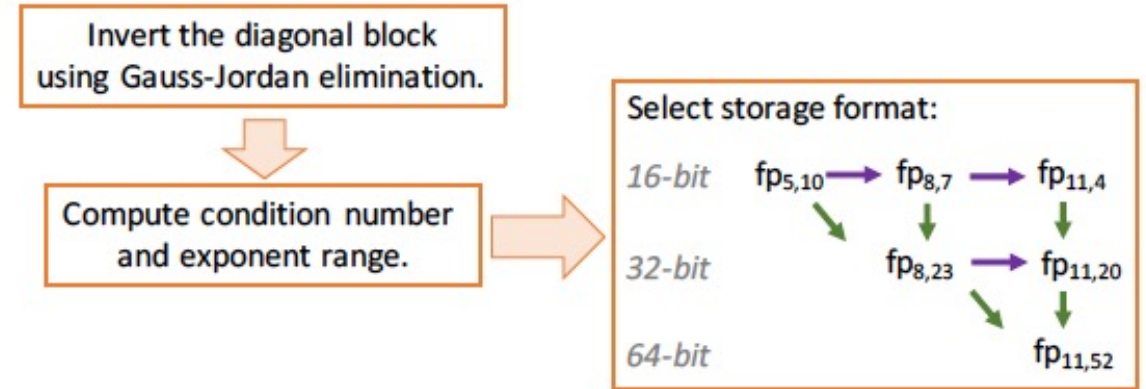 Invert the diagonal block
using Gauss-Jordan elimination.
Compute condition number
and exponent range.
Select storage format:
16-bit fp5,10 fp8,7 fp11,4
32-bit fp8,23 fp11,20
64-bit fp11,52